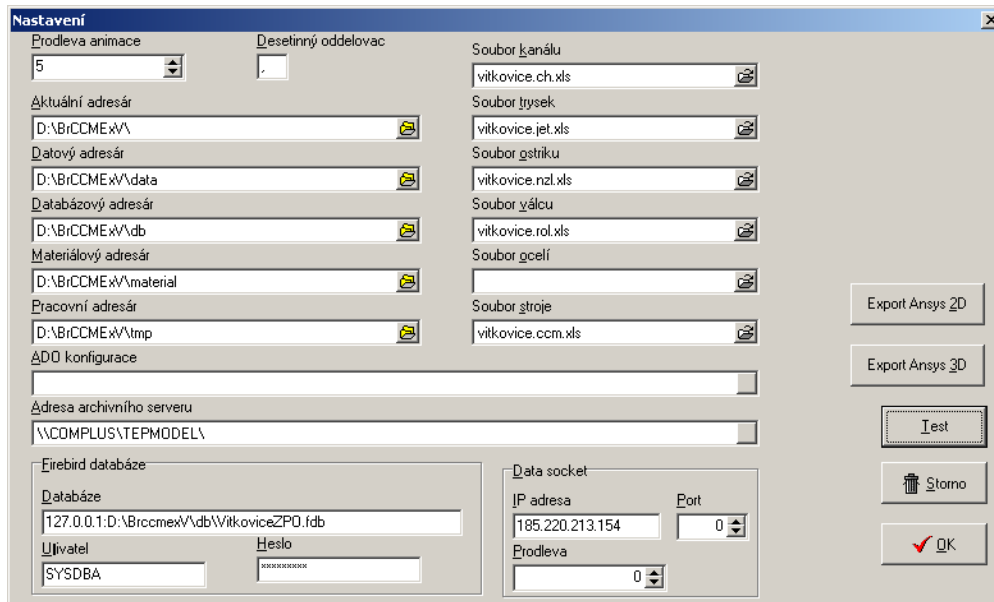 Nastavení
Prodleva animace
5
Desetinný oddelovac
,
Aktuální adresár
D:\BrCCMExV\
Datový adresár
D:\BrCCMExV\data
Databázový adresár
D:\BrCCMExV\db
Materiálový adresár
D:\BrCCMExV\material
Pracovní adresár
D:\BrCCMExV\tmp
Soubor kanálu
vitkovice.ch.xls
Soubor trysek
vitkovice.jet.xls
Soubor ostriku
vitkovice.nzl.xls
Soubor válcu
vitkovice.rol.xls
Soubor ocelí
Soubor stroje
vitkovice.ccm.xls
ADO konfigurace
Adresa archivního serveru
\\COMPLUS\TEPMODEL\
Firebird databáze
Databáze
127.0.0.1:D:\BrccmexV\db\VitkoviceZPO.fdb
Ulivatel
SYSDBA
Heslo
*********
Data socket
IP adresa
185.220.213.154
Port
0
Prodleva
0
Export Ansys 2D
Export Ansys 3D
Test
Storno
OK